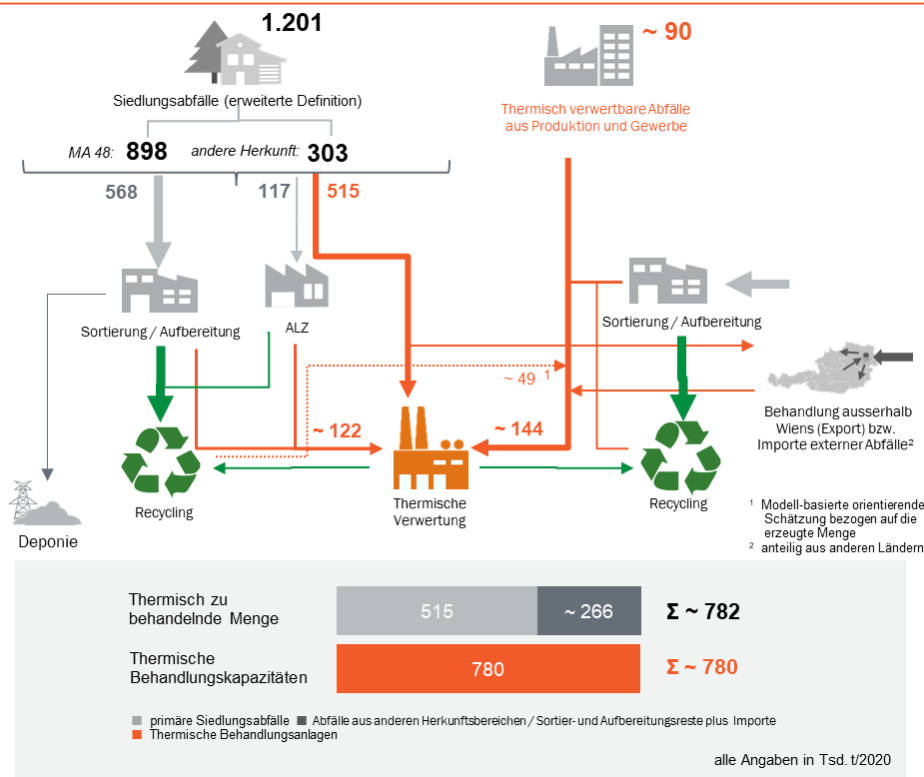 1.201
~ 90
Siedlungsabfälle (erweiterte Definition)
Thermisch verwertbare Abfälle
aus Produktion und Gewerbe
MA 48: 898 andere Herkunft: 303
568 117 515
Sortierung / Aufbereitung
ALZ
Sortierung / Aufbereitung
~ 49 1
Behandlung ausserhalb
Wiens (Export) bzw.
Importe externer Abfälle2
~ 122
~ 144
Recycling
Thermische
Verwertung
Recycling
Deponie
1 Modell-basierte orientierende
Schätzung bezogen auf die
erzeugte Menge
2 anteilig aus anderen Ländern
Thermisch zu
behandelnde Menge
515 ~ 266 Σ ~ 782
Thermische
Behandlungskapazitäten
780 Σ ~ 780
primäre Siedlungsabfälle Abfälle aus anderen Herkunftsbereichen / Sortier- und Aufbereitungsreste plus Importe
Thermische Behandlungsanlagen
alle Angaben in Tsd. t/2020